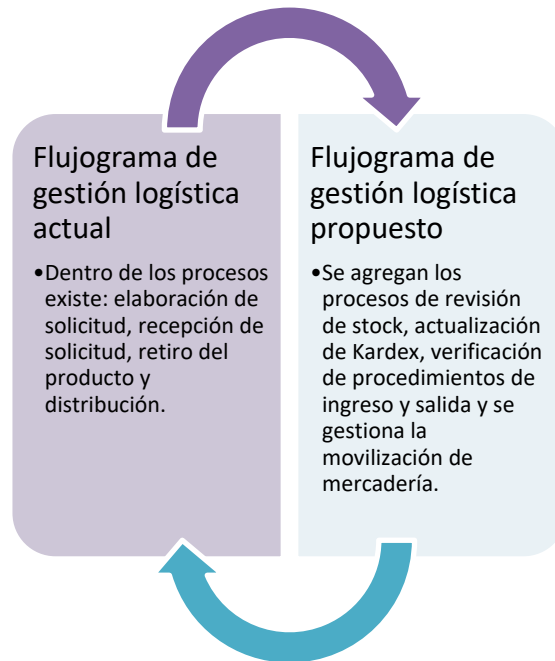 Flujograma de
gestión logística
actual
•Dentro de los procesos
existe: elaboración de
solicitud, recepción de
solicitud, retiro del
producto y
distribución.
Flujograma de
gestión logística
propuesto
•Se agregan los
procesos de revisión
de stock, actualización
de Kardex, verificación
de procedimientos de
ingreso y salida y se
gestiona la
movilización de
mercadería.